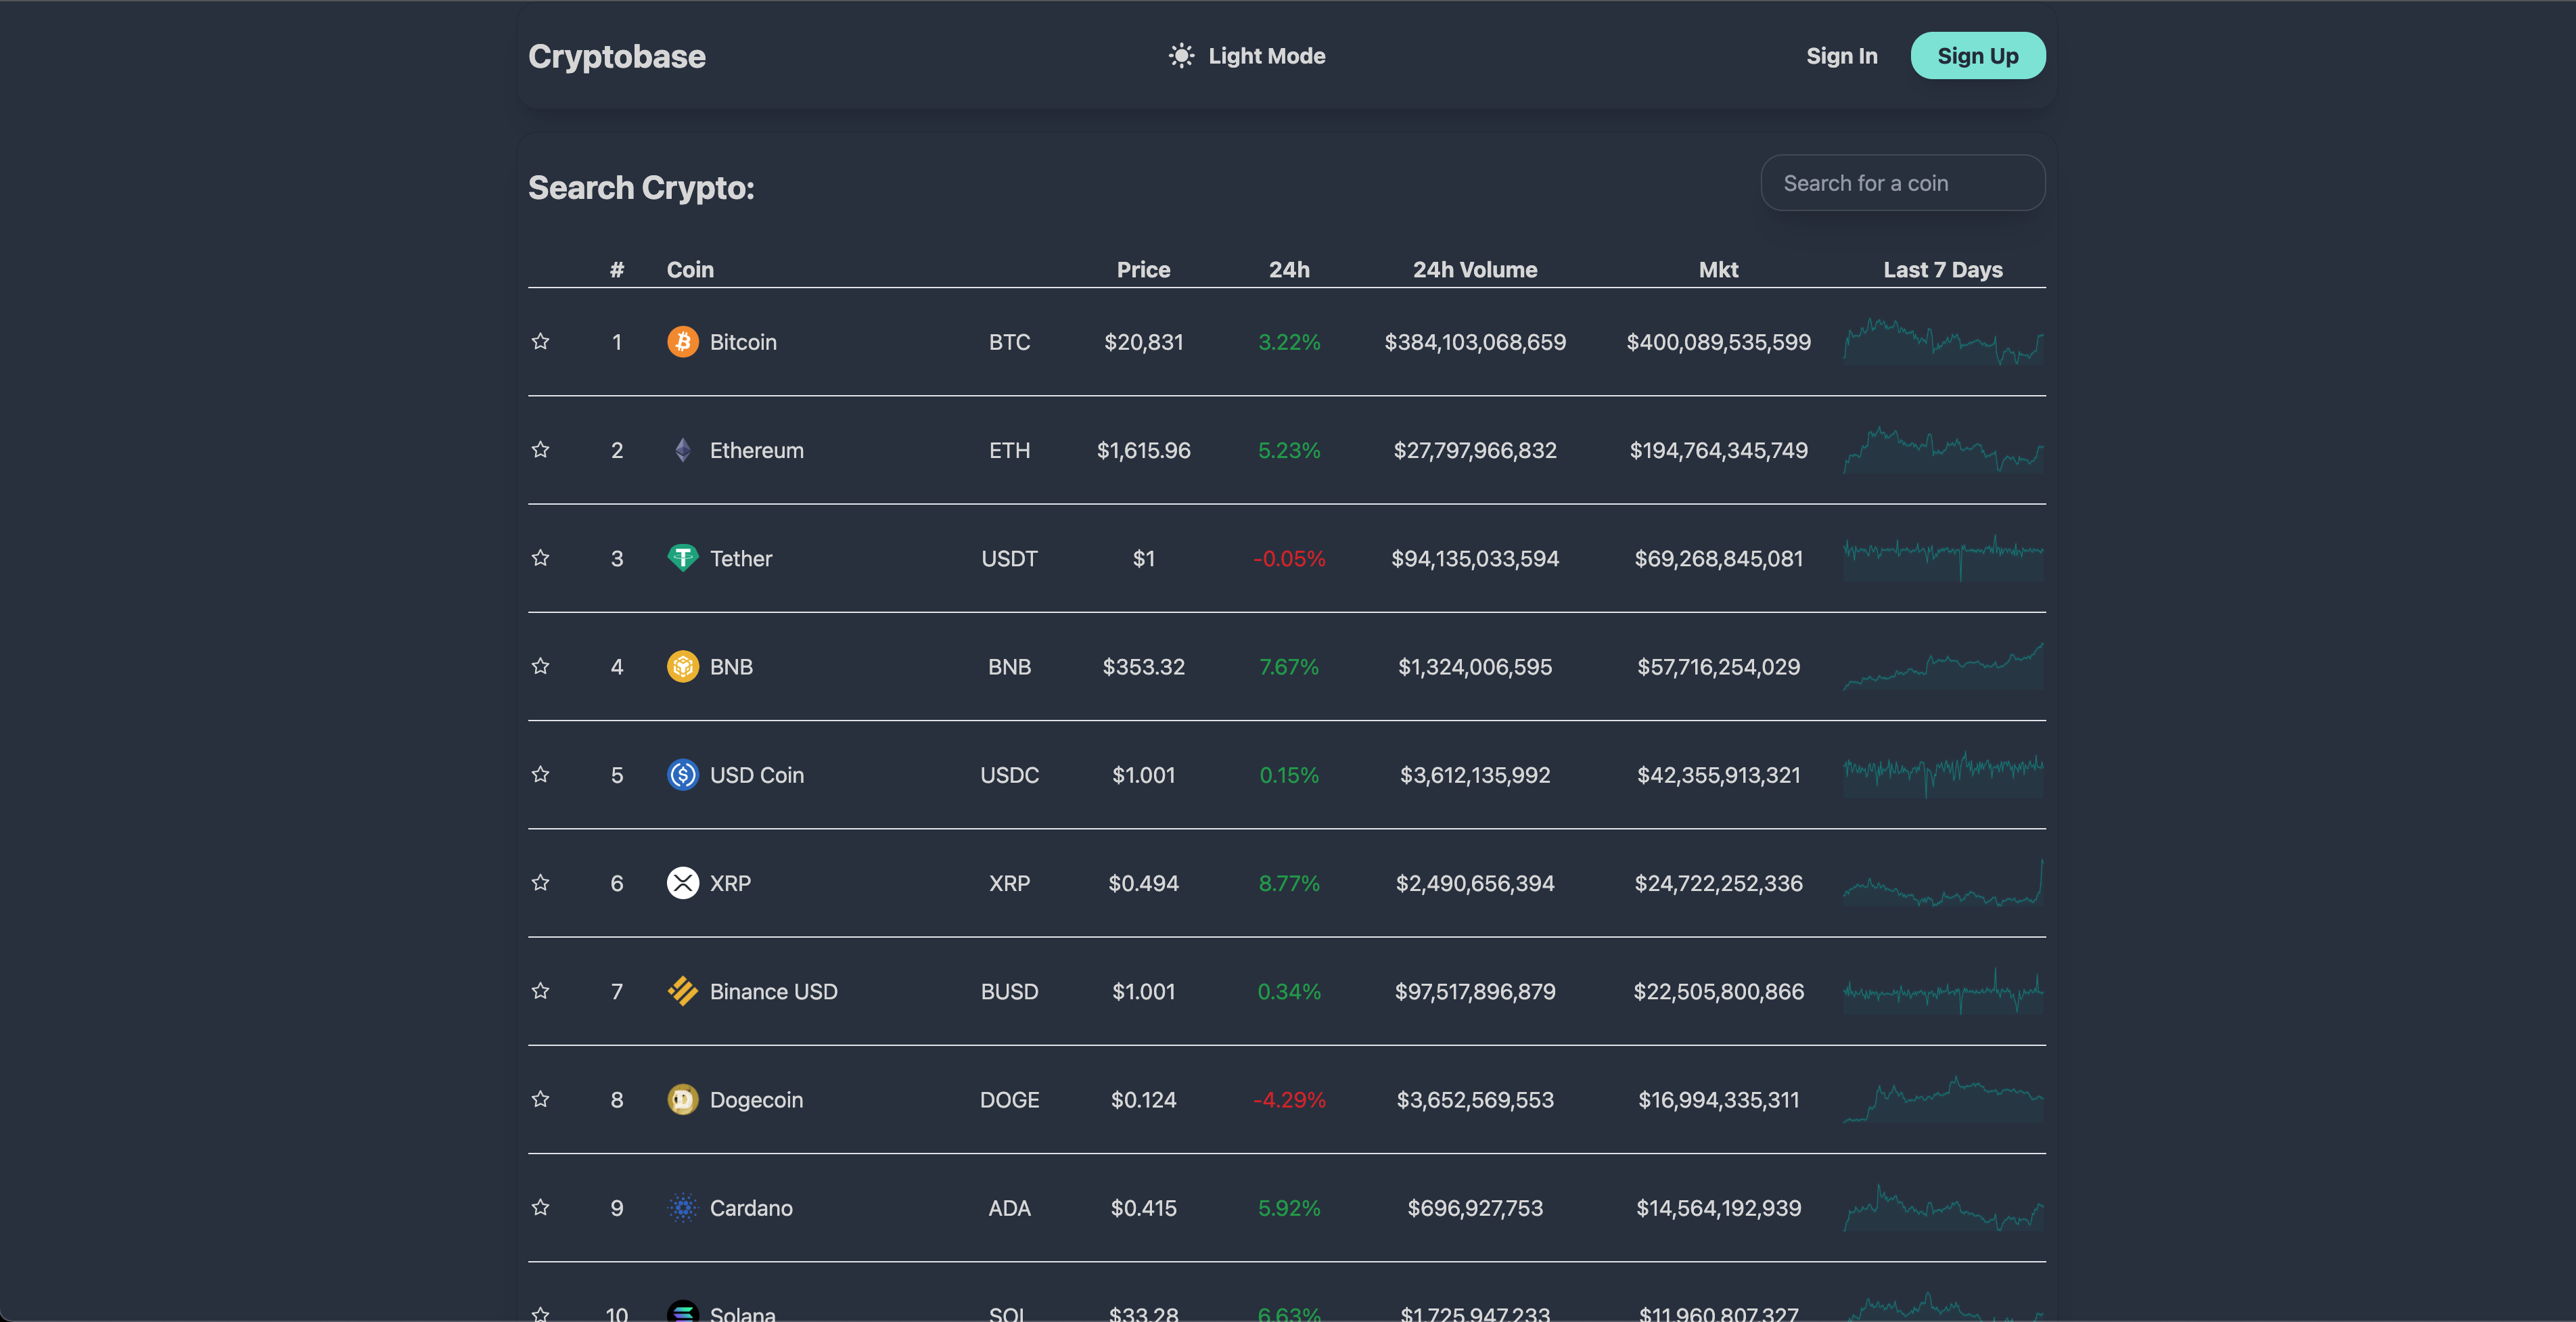 Cryptobase Light Mode Sign In Sign Up
Search Crypto: Search for a coin
# Coin Price 24h 24h Volume Mkt Last 7 Days
1 Bitcoin BTC $20,831 3.22% $384,103,068,659 $400,089,535,599
2 Ethereum ETH $1,615.96 5.23% $27,797,966,832 $194,764,345,749
3 Tether USDT $1 -0.05% $94,135,033,594 $69,268,845,081
4 BNB BNB $353.32 7.67% $1,324,006,595 $57,716,254,029
5 USD Coin USDC $1.001 0.15% $3,612,135,992 $42,355,913,321
6 XRP XRP $0.494 8.77% $2,490,656,394 $24,722,252,336
7 Binance USD BUSD $1.001 0.34% $97,517,896,879 $22,505,800,866
8 Dogecoin DOGE $0.124 -4.29% $3,652,569,553 $16,994,335,311
9 Cardano ADA $0.415 5.92% $696,927,753 $14,564,192,939
10 Solana SOL $33.28 6.63% $1,725,947,233 $11,960,807,327